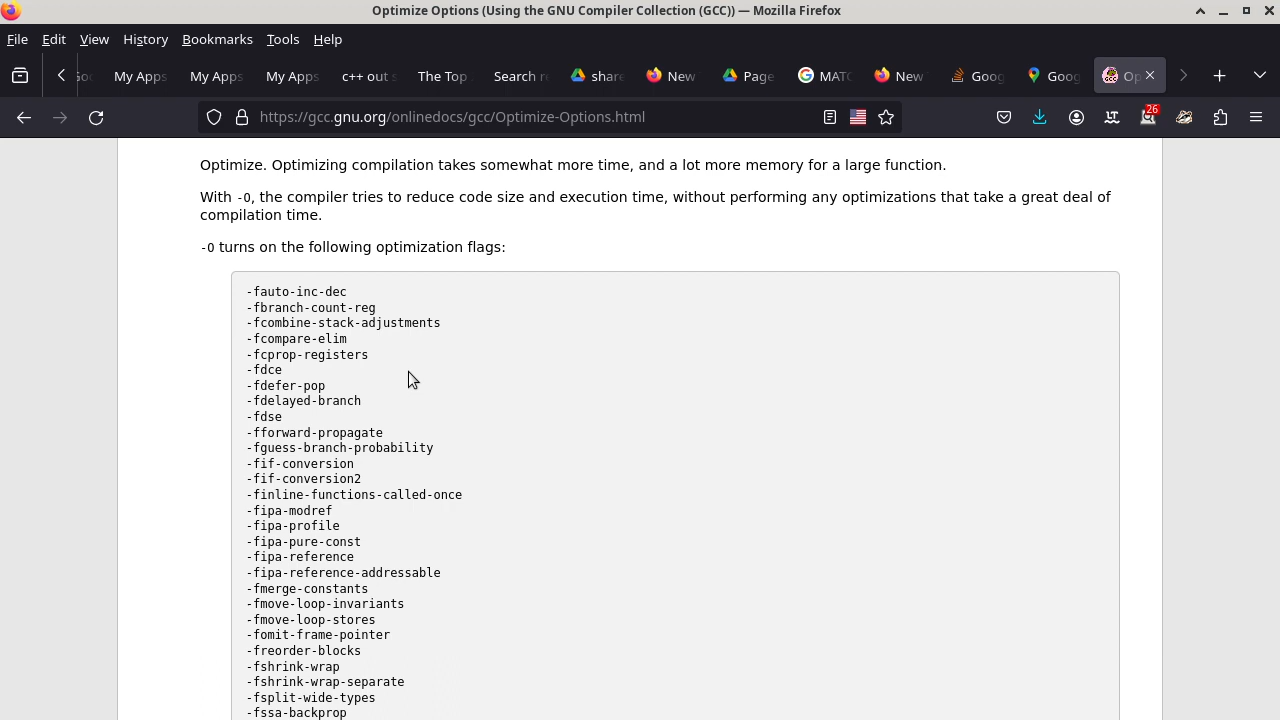 Optimize Options (Using the GNU Compiler Collection (GCC)) — Mozilla Firefox
File Edit View History Bookmarks Tools Help
Goo My Apps My Apps My Apps c++ out s The Top Search re share New Page MATC New Goog Goog Op
https://gcc.gnu.org/onlinedocs/gcc/Optimize-Options.html
26
Optimize. Optimizing compilation takes somewhat more time, and a lot more memory for a large function.
With -O, the compiler tries to reduce code size and execution time, without performing any optimizations that take a great deal of
compilation time.
-O turns on the following optimization flags:
-fauto-inc-dec
-fbranch-count-reg
-fcombine-stack-adjustments
-fcompare-elim
-fcprop-registers
-fdce
-fdefer-pop
-fdelayed-branch
-fdse
-fforward-propagate
-fguess-branch-probability
-fif-conversion
-fif-conversion2
-finline-functions-called-once
-fipa-modref
-fipa-profile
-fipa-pure-const
-fipa-reference
-fipa-reference-addressable
-fmerge-constants
-fmove-loop-invariants
-fmove-loop-stores
-fomit-frame-pointer
-freorder-blocks
-fshrink-wrap
-fshrink-wrap-separate
-fsplit-wide-types
-fssa-backprop